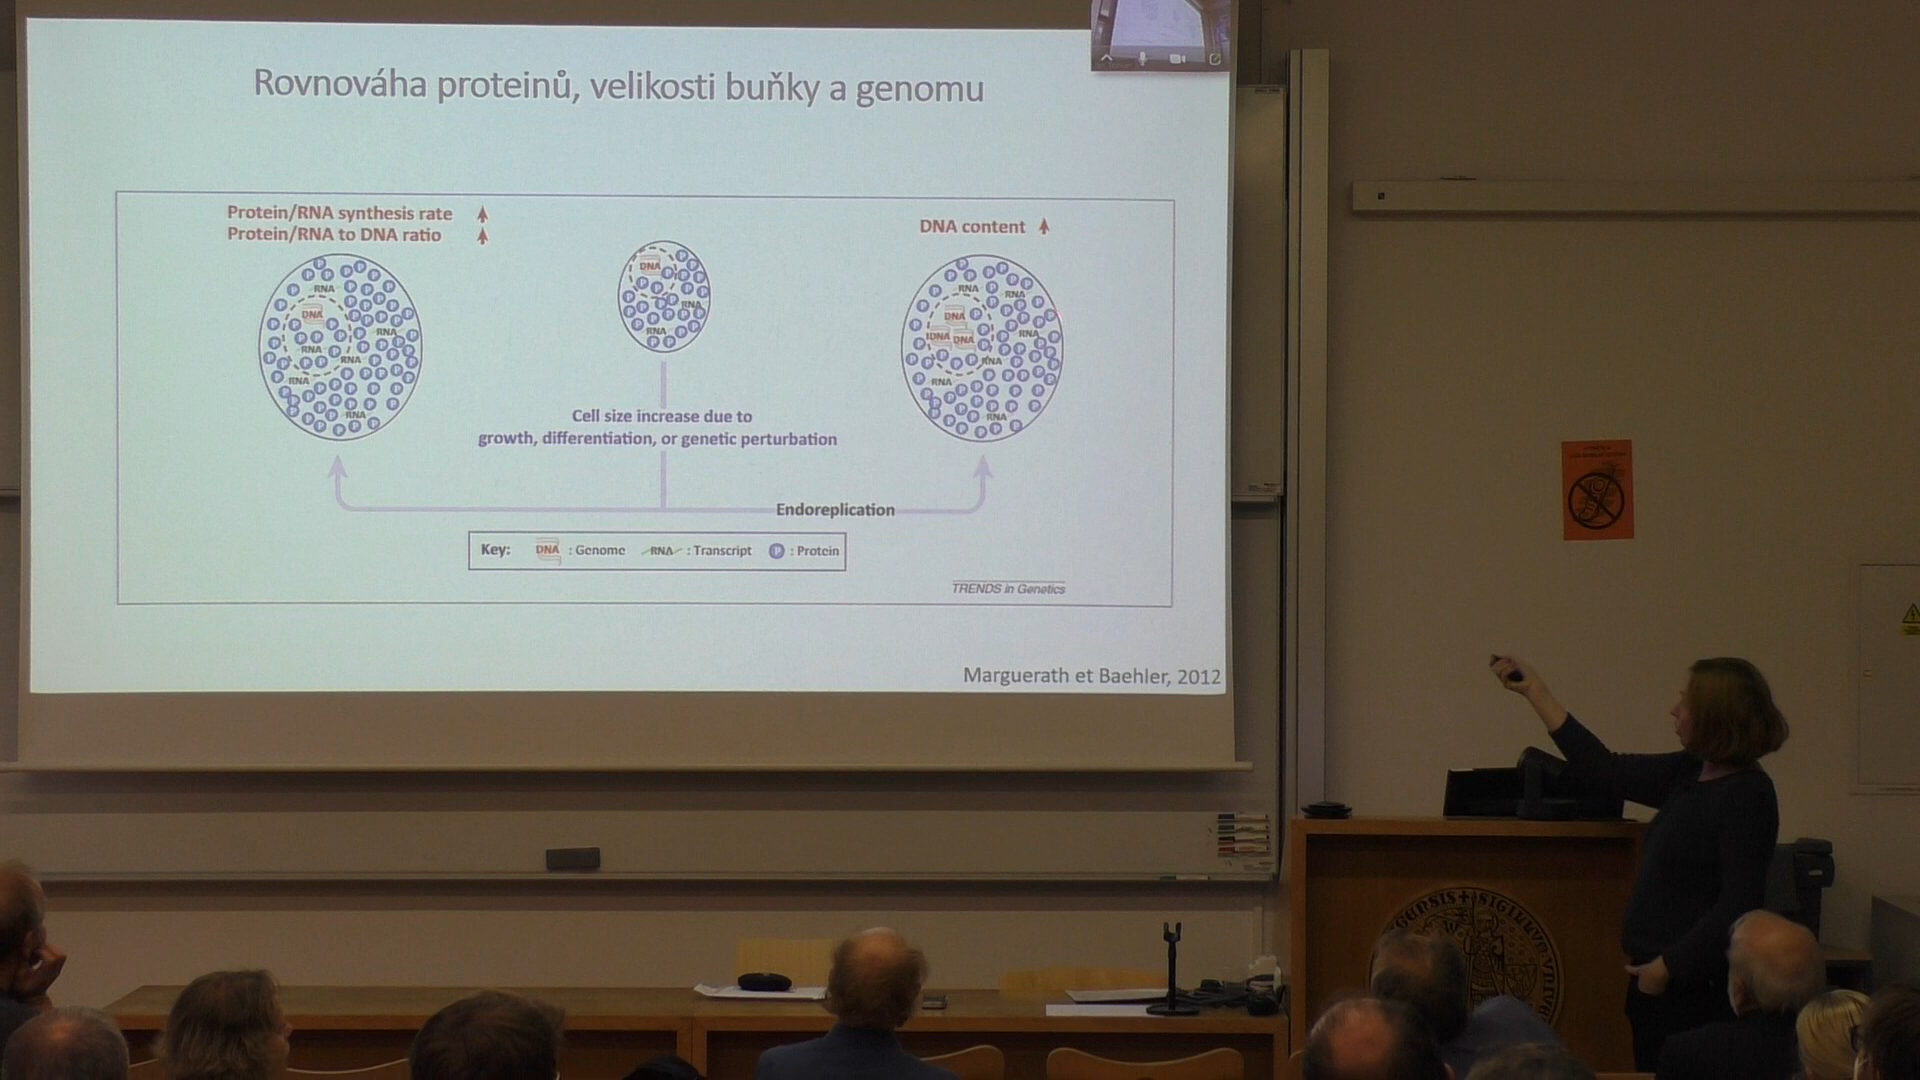 Rovnováha proteinů, velikosti buňky a genomu
Protein/RNA synthesis rate
Protein/RNA to DNA ratio
DNA content
DNA
RNA
RNA
RNA
DNA
RNA
RNA
RNA
RNA
RNA
RNA
RNA
DNA
DNA
DNA
RNA
RNA
RNA
RNA
Cell size increase due to
growth, differentiation, or genetic perturbation
Endoreplication
Key: DNA : Genome RNA : Transcript P : Protein
TRENDS in Genetics
Marguerath et Baehler, 2012